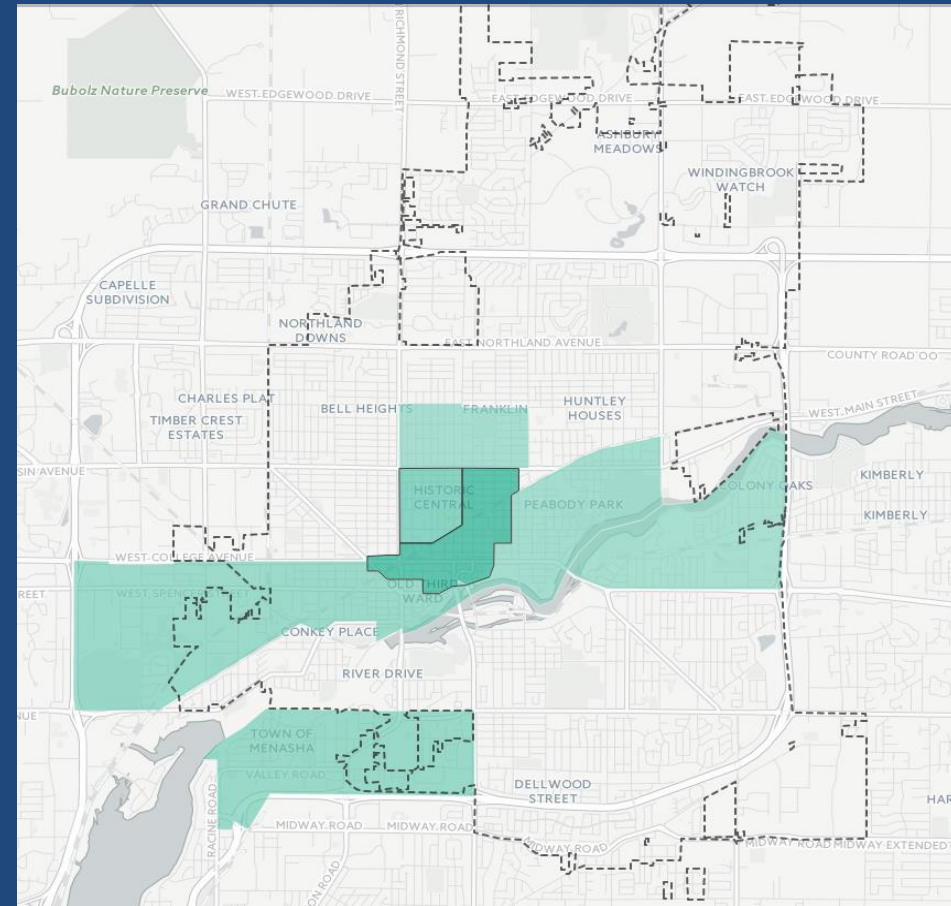 RICHMOND STREET
Bubolz Nature Preserve
WEST EDGEWOOD DRIVE
EAST EDGEWOOD DRIVE
EAST EDGEWOOD DRIVE
ASHBURY
MEADOWS
WINDINGBROOK
WATCH
GRAND CHUTE
CAPELLE
SUBDIVISION
NORTHLAND
DOWNS
EAST NORTHLAND AVENUE
COUNTY ROAD OO
CHARLES PLAT
BELL HEIGHTS
FRANKLIN
HUNTLEY
HOUSES
WEST MAIN STREET
TIMBER CREST
ESTATES
SIN AVENUE
HISTORIC
CENTRAL
PEABODY PARK
COLONY OAKS
KIMBERLY
KIMBERLY
WEST COLLEGE AVENUE
OLD THIRD
WARD
WEST SPENCER STREET
REET
CONKEY PLACE
RIVER DRIVE
NUE
TOWN OF
MENASHA
VALLEY ROAD
DELLWOOD
STREET
HAR
RACINE ROAD
MIDWAY ROAD
MIDWAY ROAD
MIDWAY ROAD
MIDWAY ROAD
MIDWAY EXTENDED
ON ROAD